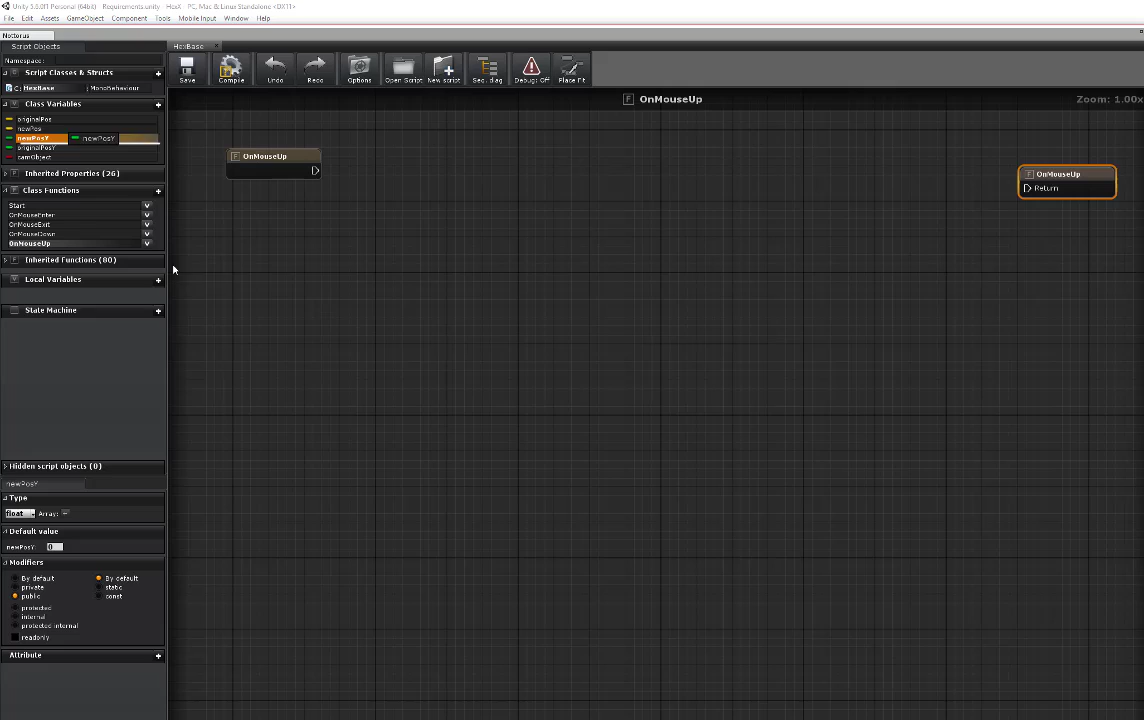 Unity 5.6.0f1 Personal (64bit) - Requirements.unity - HexX - PC, Mac & Linux Standalone <DX11>
File Edit Assets GameObject Component Tools Mobile Input Window Help
Nottorus
Script Objects
HexBase ×
Namespace:
Script Classes & Structs +
C: HexBase : MonoBehaviour
Save Compile Undo Redo Options Open Script New script Sec. diag Debug: Off Place Fit
F OnMouseUp
Zoom: 1.00x
V Class Variables +
originalPos
newPos
newPosY newPosY
originalPosY
camObject
Inherited Properties (26)
F Class Functions +
Start V
OnMouseEnter V
OnMouseExit V
OnMouseDown V
OnMouseUp V
F Inherited Functions (80)
V Local Variables +
State Machine +
Hidden script objects (0)
newPosY
Type
float Array:
Default value
newPosY: 0
Modifiers
By default By default
private static
public const
protected
internal
protected internal
readonly
Attribute +
F OnMouseUp
F OnMouseUp
Return